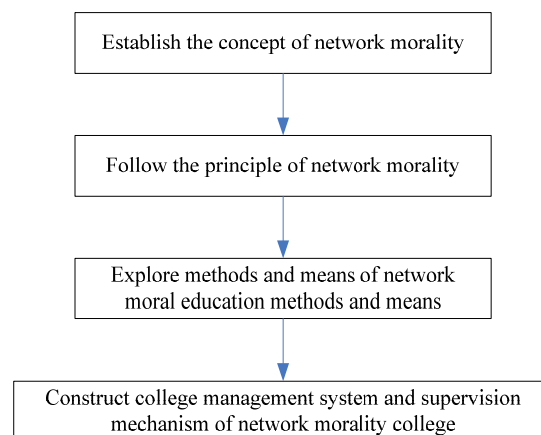 Establish the concept of network morality
Follow the principle of network morality
Explore methods and means of network
moral education methods and means
Construct college management system and supervision
mechanism of network morality college